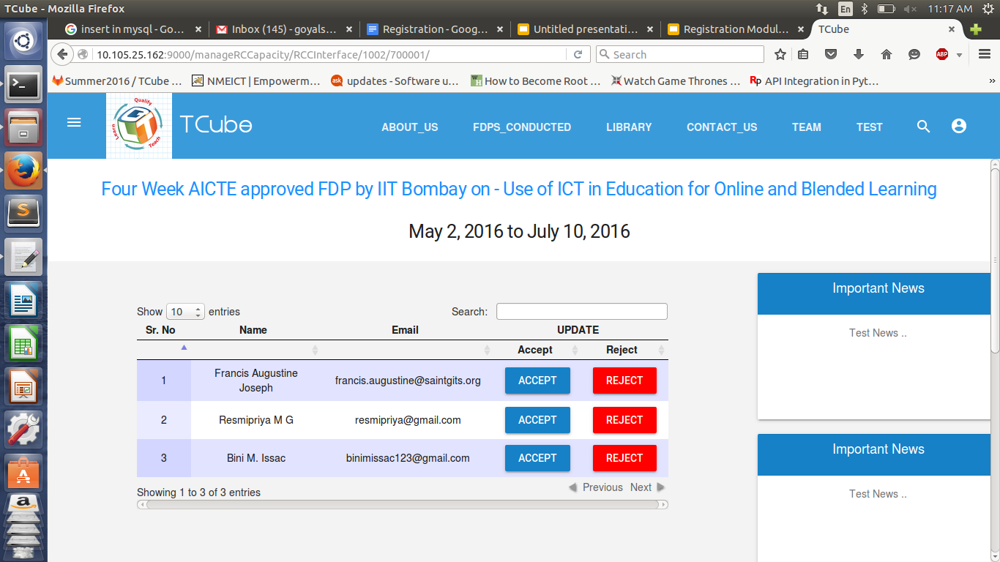 TCube - Mozilla Firefox
En
11:17 AM
insert in mysql - Go...
Inbox (145) - goyals...
Registration - Goog...
Untitled presentati...
Registration Modul...
TCube
10.105.25.162:9000/manageRCCapacity/RCCInterface/1002/700001/
Search
ABP
Summer2016 / TCube ...
NMEICT | Empowerm...
ask
updates - Software u...
WH
How to Become Root ...
Watch Game Thrones ...
Rp
API Integration in Pyt...
»
Qualify
Learn
Teach
TCube
ABOUT_US
FDPS_CONDUCTED
LIBRARY
CONTACT_US
TEAM
TEST
Four Week AICTE approved FDP by IIT Bombay on - Use of ICT in Education for Online and Blended Learning
May 2, 2016 to July 10, 2016
Show 10 entries
Search:
Sr. No Name Email UPDATE
Accept Reject
1 Francis Augustine Joseph francis.augustine@saintgits.org ACCEPT REJECT
2 Resmipriya M G resmipriya@gmail.com ACCEPT REJECT
3 Bini M. Issac binimissac123@gmail.com ACCEPT REJECT
Showing 1 to 3 of 3 entries
Previous Next
Important News
Test News ..
Important News
Test News ..